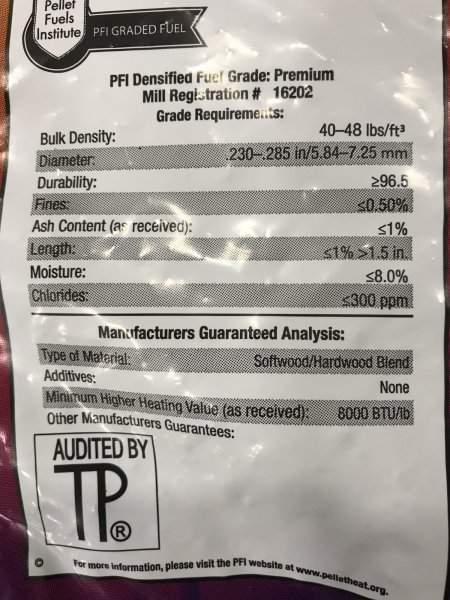 Pellet
Fuels
Institute
PFI GRADED FUEL
PFI Densified Fuel Grade: Premium
Mill Registration # 16202
Grade Requirements:
Bulk Density: 40–48 lbs/ft³
Diameter: .230–.285 in/5.84–7.25 mm
Durability: ≥96.5
Fines: ≤0.50%
Ash Content (as received): ≤1%
Length: ≤1% >1.5 in.
Moisture: ≤8.0%
Chlorides: ≤300 ppm
Manufacturers Guaranteed Analysis:
Type of Material: Softwood/Hardwood Blend
Additives: None
Minimum Higher Heating Value (as received): 8000 BTU/lb
Other Manufacturers Guarantees:
AUDITED BY
TP®
© For more information, please visit the PFI website at www.pelletheat.org.